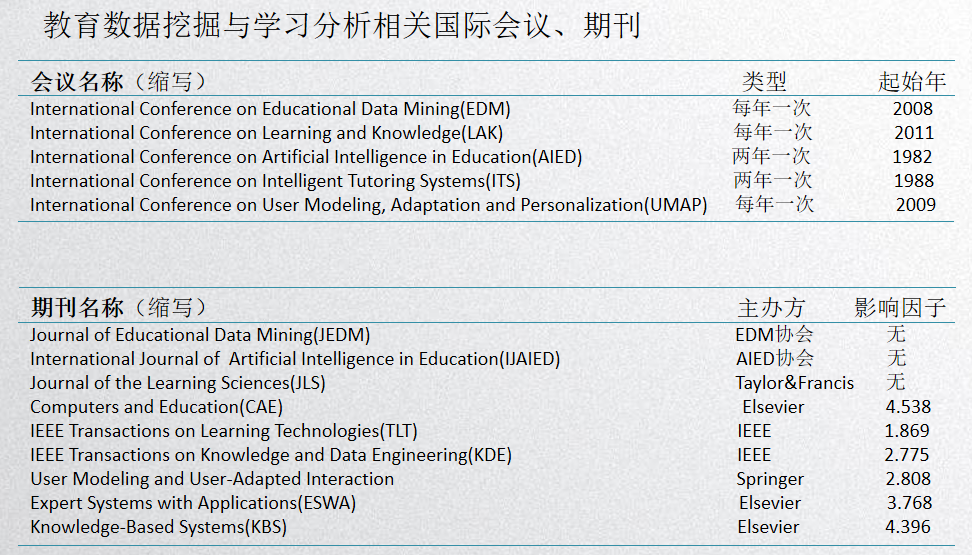 教育数据挖掘与学习分析相关国际会议、期刊
会议名称（缩写） 类型 起始年
International Conference on Educational Data Mining(EDM) 每年一次 2008
International Conference on Learning and Knowledge(LAK) 每年一次 2011
International Conference on Artificial Intelligence in Education(AIED) 两年一次 1982
International Conference on Intelligent Tutoring Systems(ITS) 两年一次 1988
International Conference on User Modeling, Adaptation and Personalization(UMAP) 每年一次 2009
期刊名称（缩写） 主办方 影响因子
Journal of Educational Data Mining(JEDM) EDM协会 无
International Journal of Artificial Intelligence in Education(IJAIED) AIED协会 无
Journal of the Learning Sciences(JLS) Taylor&Francis 无
Computers and Education(CAE) Elsevier 4.538
IEEE Transactions on Learning Technologies(TLT) IEEE 1.869
IEEE Transactions on Knowledge and Data Engineering(KDE) IEEE 2.775
User Modeling and User-Adapted Interaction Springer 2.808
Expert Systems with Applications(ESWA) Elsevier 3.768
Knowledge-Based Systems(KBS) Elsevier 4.396